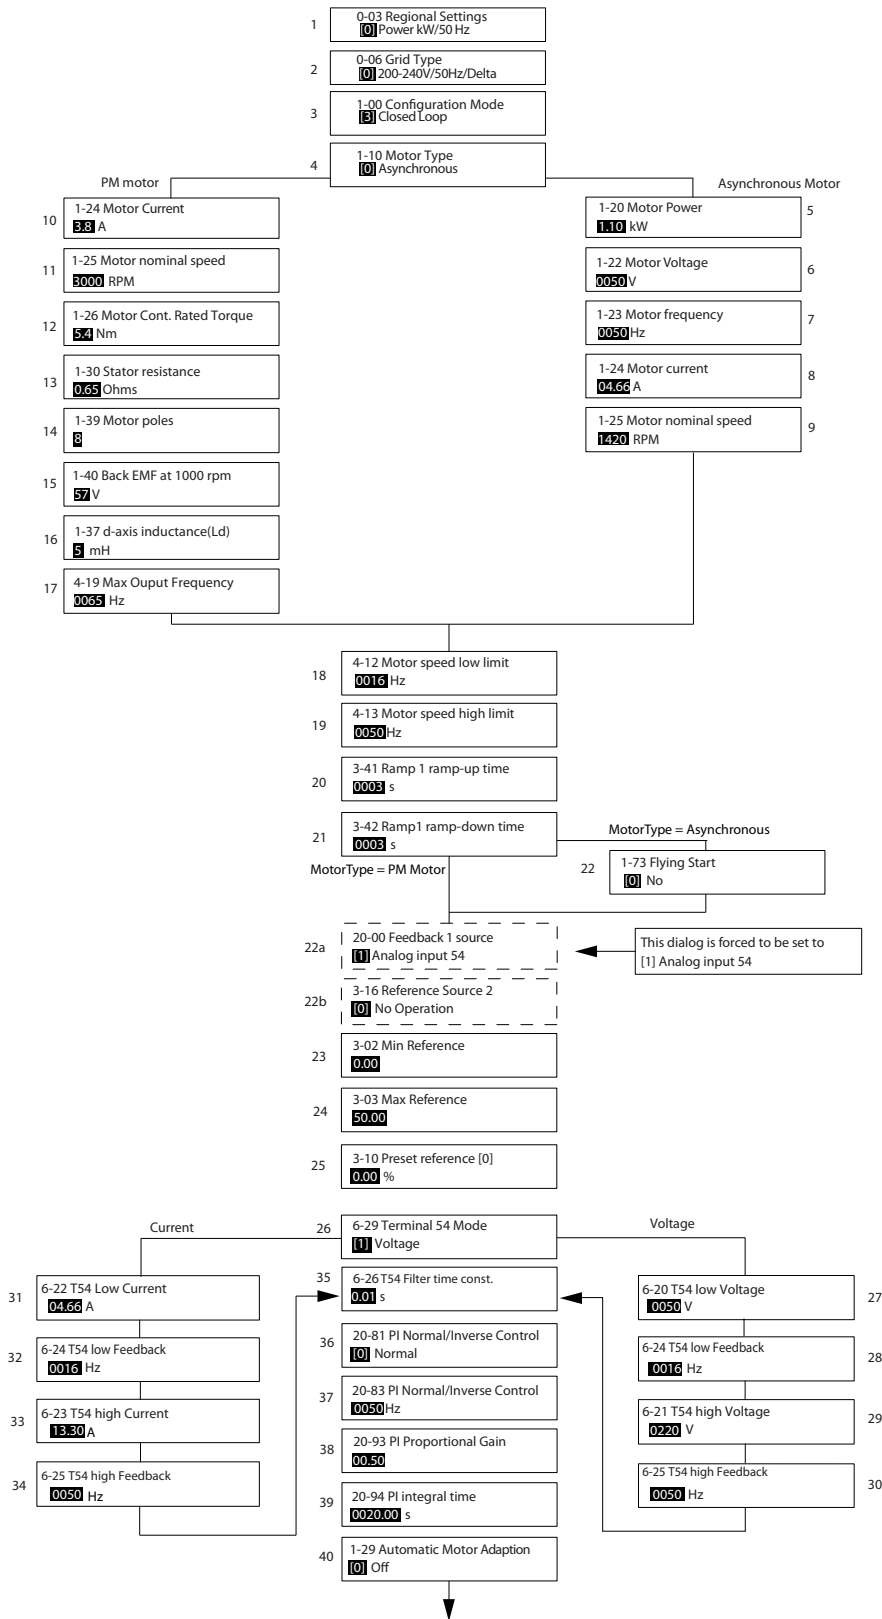 1
0-03 Regional Settings
[0] Power kW/50 Hz
2
0-06 Grid Type
[0] 200-240V/50Hz/Delta
3
1-00 Configuration Mode
[3] Closed Loop
4
1-10 Motor Type
[0] Asynchronous
PM motor
10
1-24 Motor Current
3.8 A
11
1-25 Motor nominal speed
3000 RPM
12
1-26 Motor Cont. Rated Torque
5.4 Nm
13
1-30 Stator resistance
0.65 Ohms
14
1-39 Motor poles
8
15
1-40 Back EMF at 1000 rpm
57 V
16
1-37 d-axis inductance(Ld)
5 mH
17
4-19 Max Ouput Frequency
0065 Hz
Asynchronous Motor
1-20 Motor Power
1.10 kW
5
1-22 Motor Voltage
0050 V
6
1-23 Motor frequency
0050 Hz
7
1-24 Motor current
04.66 A
8
1-25 Motor nominal speed
1420 RPM
9
18
4-12 Motor speed low limit
0016 Hz
19
4-13 Motor speed high limit
0050 Hz
20
3-41 Ramp 1 ramp-up time
0003 s
21
3-42 Ramp1 ramp-down time
0003 s
MotorType = Asynchronous
MotorType = PM Motor
22
1-73 Flying Start
[0] No
22a
20-00 Feedback 1 source
[1] Analog input 54
This dialog is forced to be set to
[1] Analog input 54
22b
3-16 Reference Source 2
[0] No Operation
23
3-02 Min Reference
0.00
24
3-03 Max Reference
50.00
25
3-10 Preset reference [0]
0.00 %
Current
26
6-29 Terminal 54 Mode
[1] Voltage
Voltage
31
6-22 T54 Low Current
04.66 A
32
6-24 T54 low Feedback
0016 Hz
33
6-23 T54 high Current
13.30 A
34
6-25 T54 high Feedback
0050 Hz
35
6-26 T54 Filter time const.
0.01 s
36
20-81 PI Normal/Inverse Control
[0] Normal
37
20-83 PI Normal/Inverse Control
0050 Hz
38
20-93 PI Proportional Gain
00.50
39
20-94 PI integral time
0020.00 s
40
1-29 Automatic Motor Adaption
[0] Off
6-20 T54 low Voltage
0050 V
27
6-24 T54 low Feedback
0016 Hz
28
6-21 T54 high Voltage
0220 V
29
6-25 T54 high Feedback
0050 Hz
30